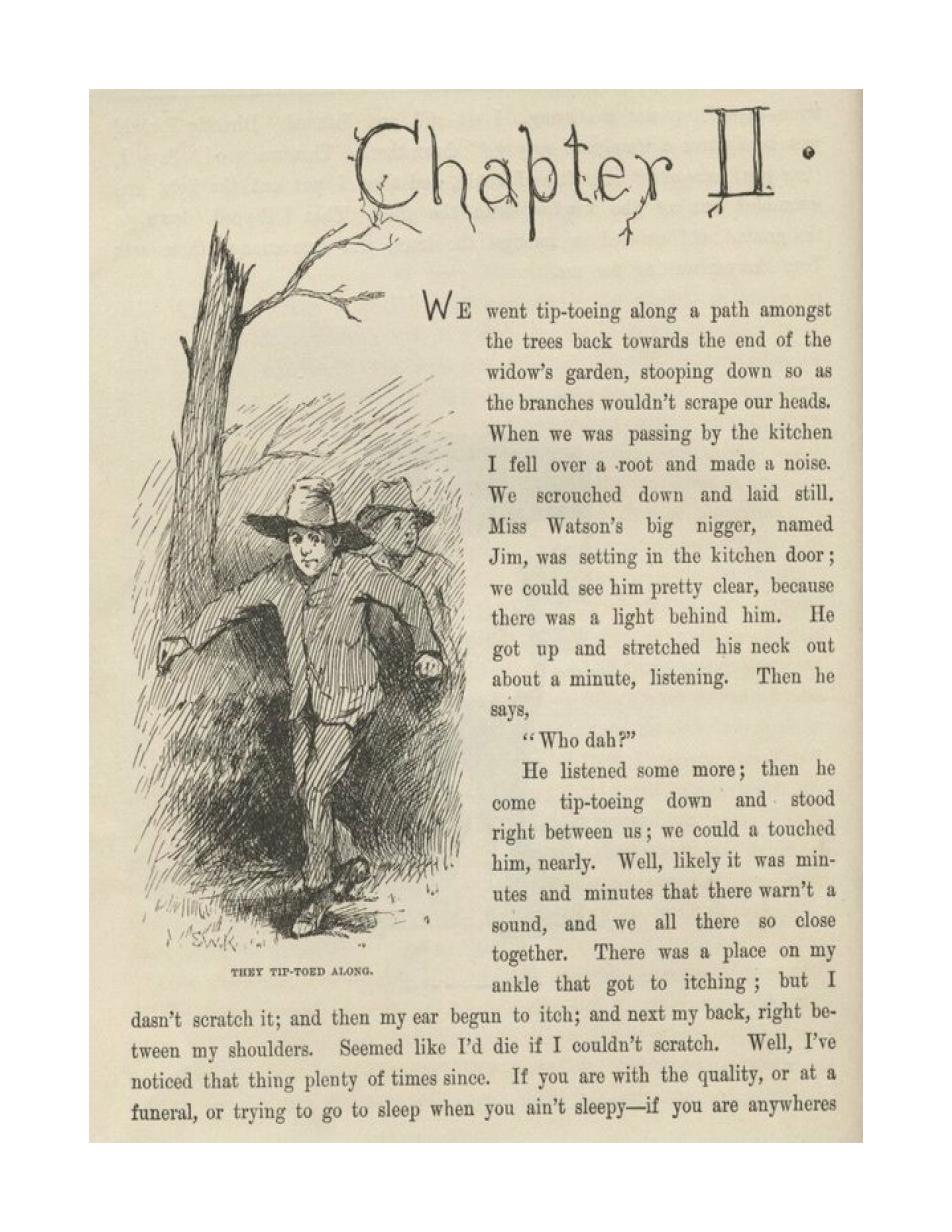 Chapter II.
WE went tip-toeing along a path amongst
the trees back towards the end of the
widow's garden, stooping down so as
the branches wouldn't scrape our heads.
When we was passing by the kitchen
I fell over a root and made a noise.
We scrouched down and laid still.
Miss Watson's big nigger, named
Jim, was setting in the kitchen door;
we could see him pretty clear, because
there was a light behind him. He
got up and stretched his neck out
about a minute, listening. Then he
says,
"Who dah?"
He listened some more; then he
come tip-toeing down and stood
right between us; we could a touched
him, nearly. Well, likely it was min-
utes and minutes that there warn't a
sound, and we all there so close
together. There was a place on my
ankle that got to itching; but I
dasn't scratch it; and then my ear begun to itch; and next my back, right be-
tween my shoulders. Seemed like I'd die if I couldn't scratch. Well, I've
noticed that thing plenty of times since. If you are with the quality, or at a
funeral, or trying to go to sleep when you ain't sleepy—if you are anywheres
THEY TIP-TOED ALONG.